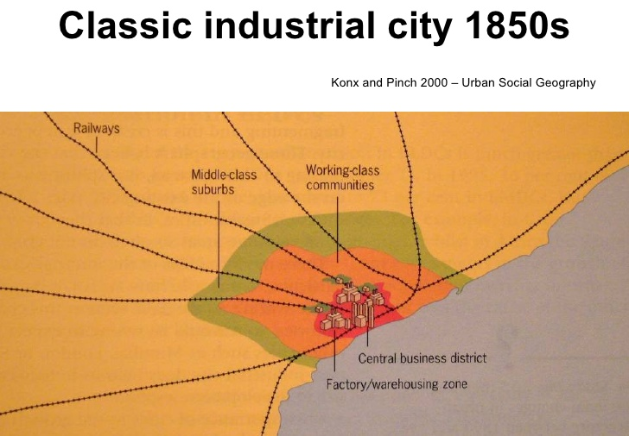 Classic industrial city 1850s
Konx and Pinch 2000 – Urban Social Geography
Railways
Middle-class
suburbs
Working-class
communities
Central business district
Factory/warehousing zone